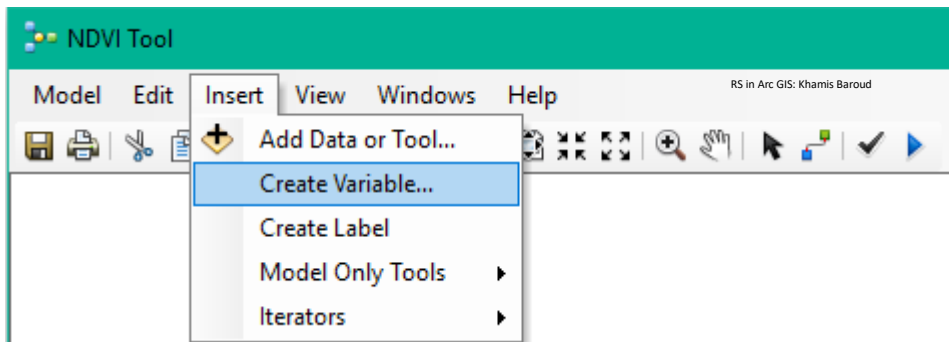 NDVI Tool
Model Edit Insert View Windows Help
RS in Arc GIS: Khamis Baroud
Add Data or Tool...
Create Variable...
Create Label
Model Only Tools
Iterators